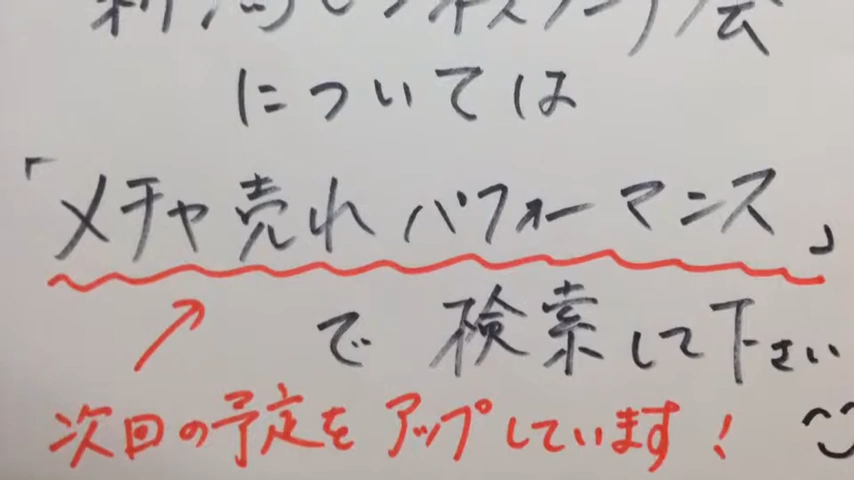 会
については
「メチャ売れパフォーマンス」
で検索して下さい
次回の予定をアップしています!